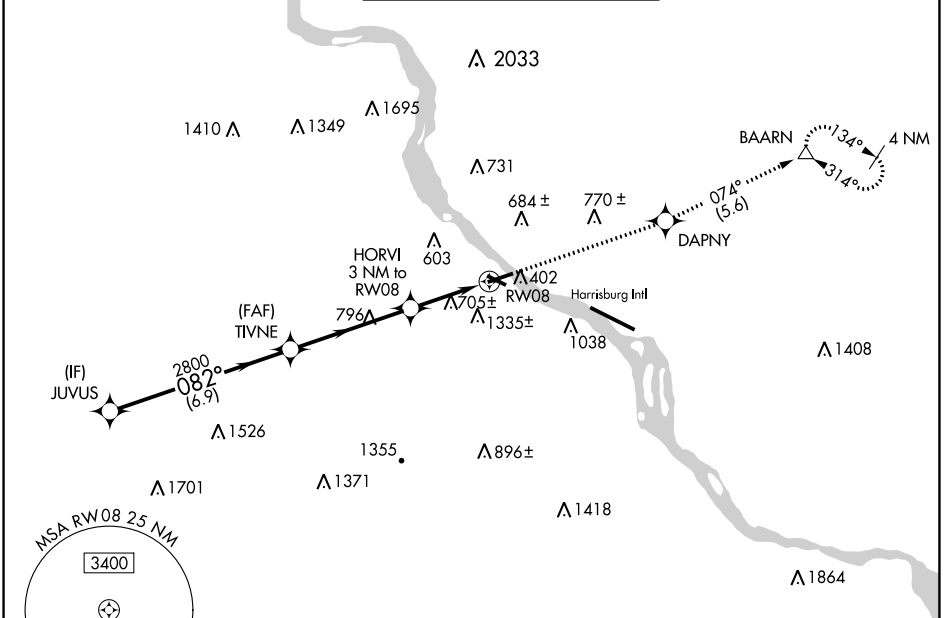 2033
1695
1410
1349
BAARN
134°
4 NM
731
314°
684 ±
770 ±
074°
(5.6)
DAPNY
HORVI
3 NM to
RW08
603
402
RW08
Harrisburg Intl
(FAF)
TIVNE
796
705±
1335±
1038
1408
(IF)
JUVUS
2800
082°
(6.9)
1526
1355
896±
1701
1371
1418
MSA RW08 25 NM
3400
1864